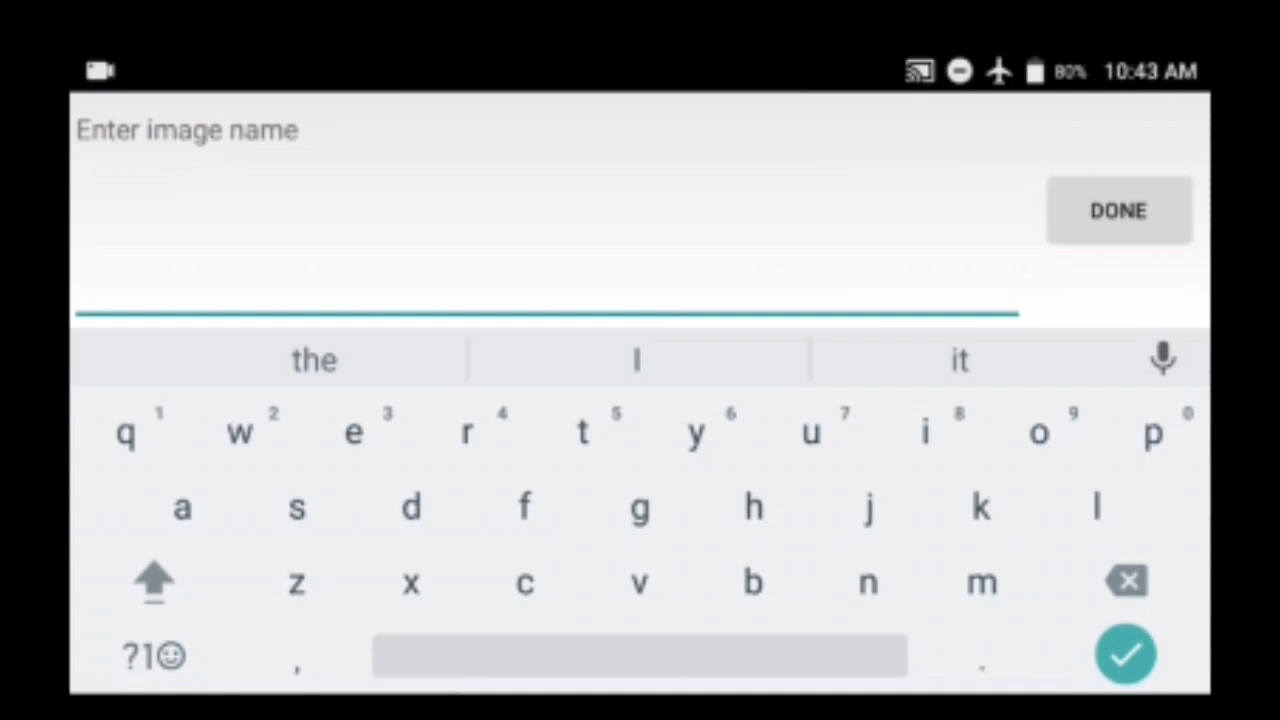 80% 10:43 AM
Enter image name
DONE
the I it
q 1 w 2 e 3 r 4 t 5 y 6 u 7 i 8 o 9 p 0
a s d f g h j k l
z x c v b n m
?1☺ , .